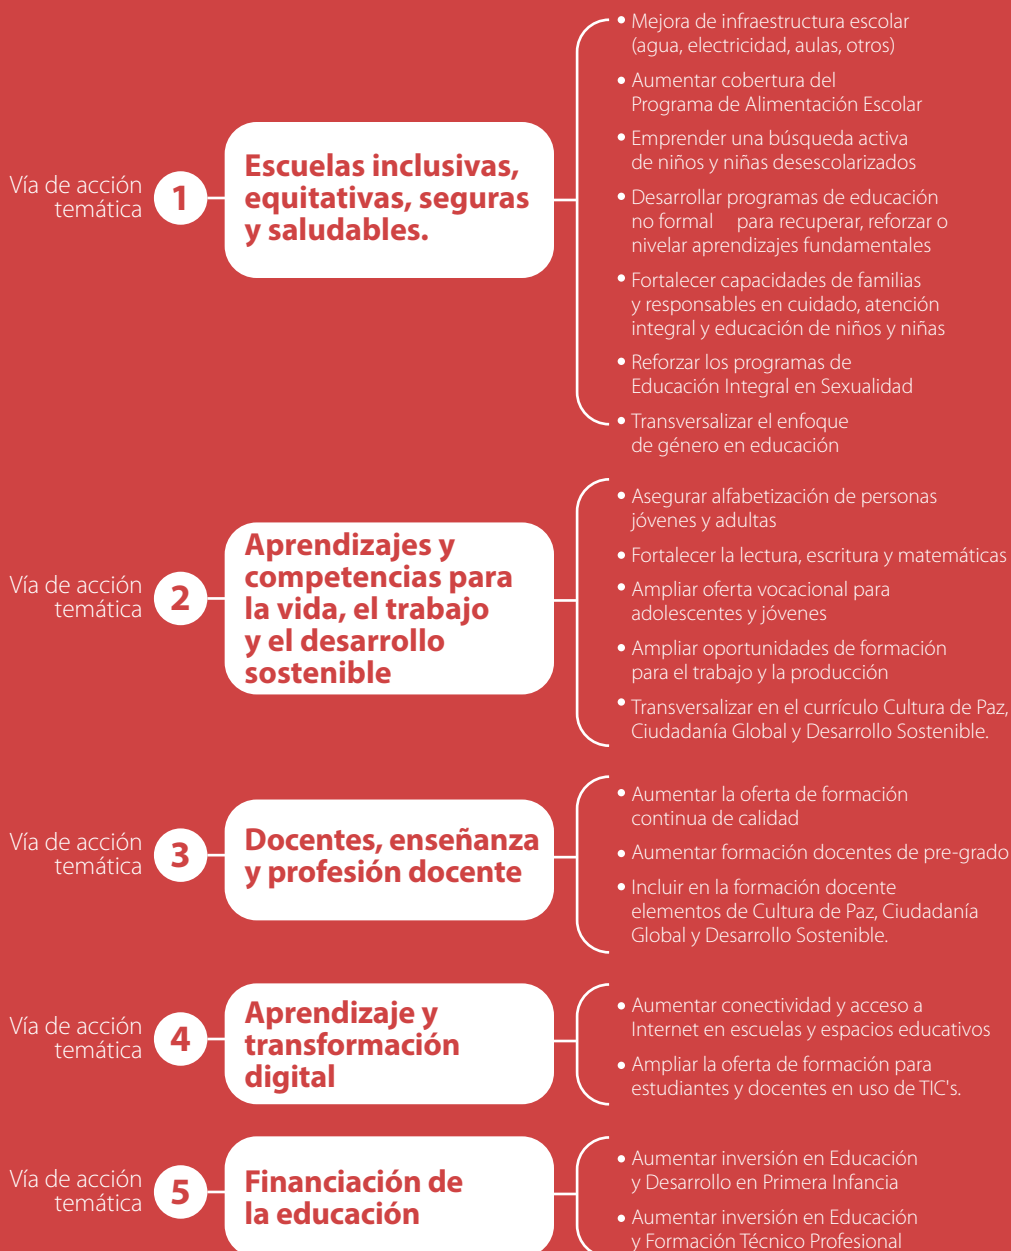 Vía de acción
temática
1
Escuelas inclusivas,
equitativas, seguras
y saludables.
• Mejora de infraestructura escolar
(agua, electricidad, aulas, otros)
• Aumentar cobertura del
Programa de Alimentación Escolar
• Emprender una búsqueda activa
de niños y niñas desescolarizados
• Desarrollar programas de educación
no formal para recuperar, reforzar o
nivelar aprendizajes fundamentales
• Fortalecer capacidades de familias
y responsables en cuidado, atención
integral y educación de niños y niñas
• Reforzar los programas de
Educación Integral en Sexualidad
• Transversalizar el enfoque
de género en educación
Vía de acción
temática
2
Aprendizajes y
competencias para
la vida, el trabajo
y el desarrollo
sostenible
• Asegurar alfabetización de personas
jóvenes y adultas
• Fortalecer la lectura, escritura y matemáticas
• Ampliar oferta vocacional para
adolescentes y jóvenes
• Ampliar oportunidades de formación
para el trabajo y la producción
• Transversalizar en el currículo Cultura de Paz,
Ciudadanía Global y Desarrollo Sostenible.
Vía de acción
temática
3
Docentes, enseñanza
y profesión docente
• Aumentar la oferta de formación
continua de calidad
• Aumentar formación docentes de pre-grado
• Incluir en la formación docente
elementos de Cultura de Paz, Ciudadanía
Global y Desarrollo Sostenible.
Vía de acción
temática
4
Aprendizaje y
transformación
digital
• Aumentar conectividad y acceso a
Internet en escuelas y espacios educativos
• Ampliar la oferta de formación para
estudiantes y docentes en uso de TIC's.
Vía de acción
temática
5
Financiación de
la educación
• Aumentar inversión en Educación
y Desarrollo en Primera Infancia
• Aumentar inversión en Educación
y Formación Técnico Profesional